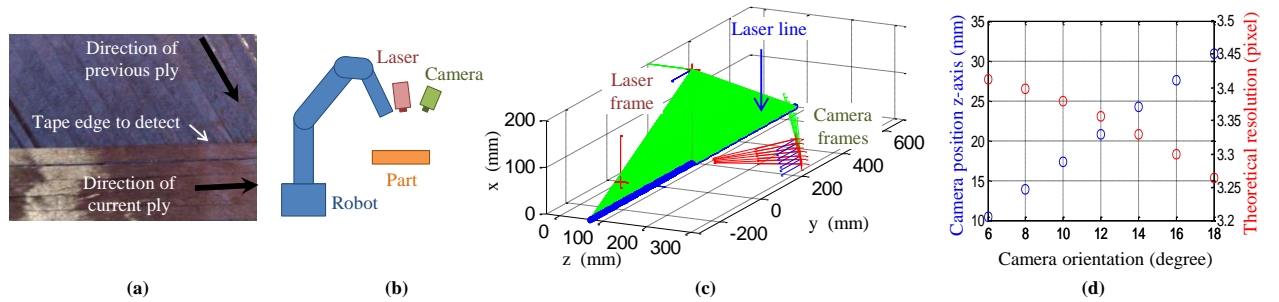 Direction of
previous ply
Tape edge to detect
Direction of
current ply
(a)
Laser
Camera
Part
Robot
(b)
Laser line
Laser
frame
Camera
frames
200
100
0
x (mm)
0
100
200
300
z (mm)
-200
0
200
400
600
y (mm)
(c)
Camera position z-axis (mm)
35
30
25
20
15
10
6 8 10 12 14 16 18
Camera orientation (degree)
3.5
3.45
3.4
3.35
3.3
3.25
3.2
Theoretical resolution (pixel)
(d)